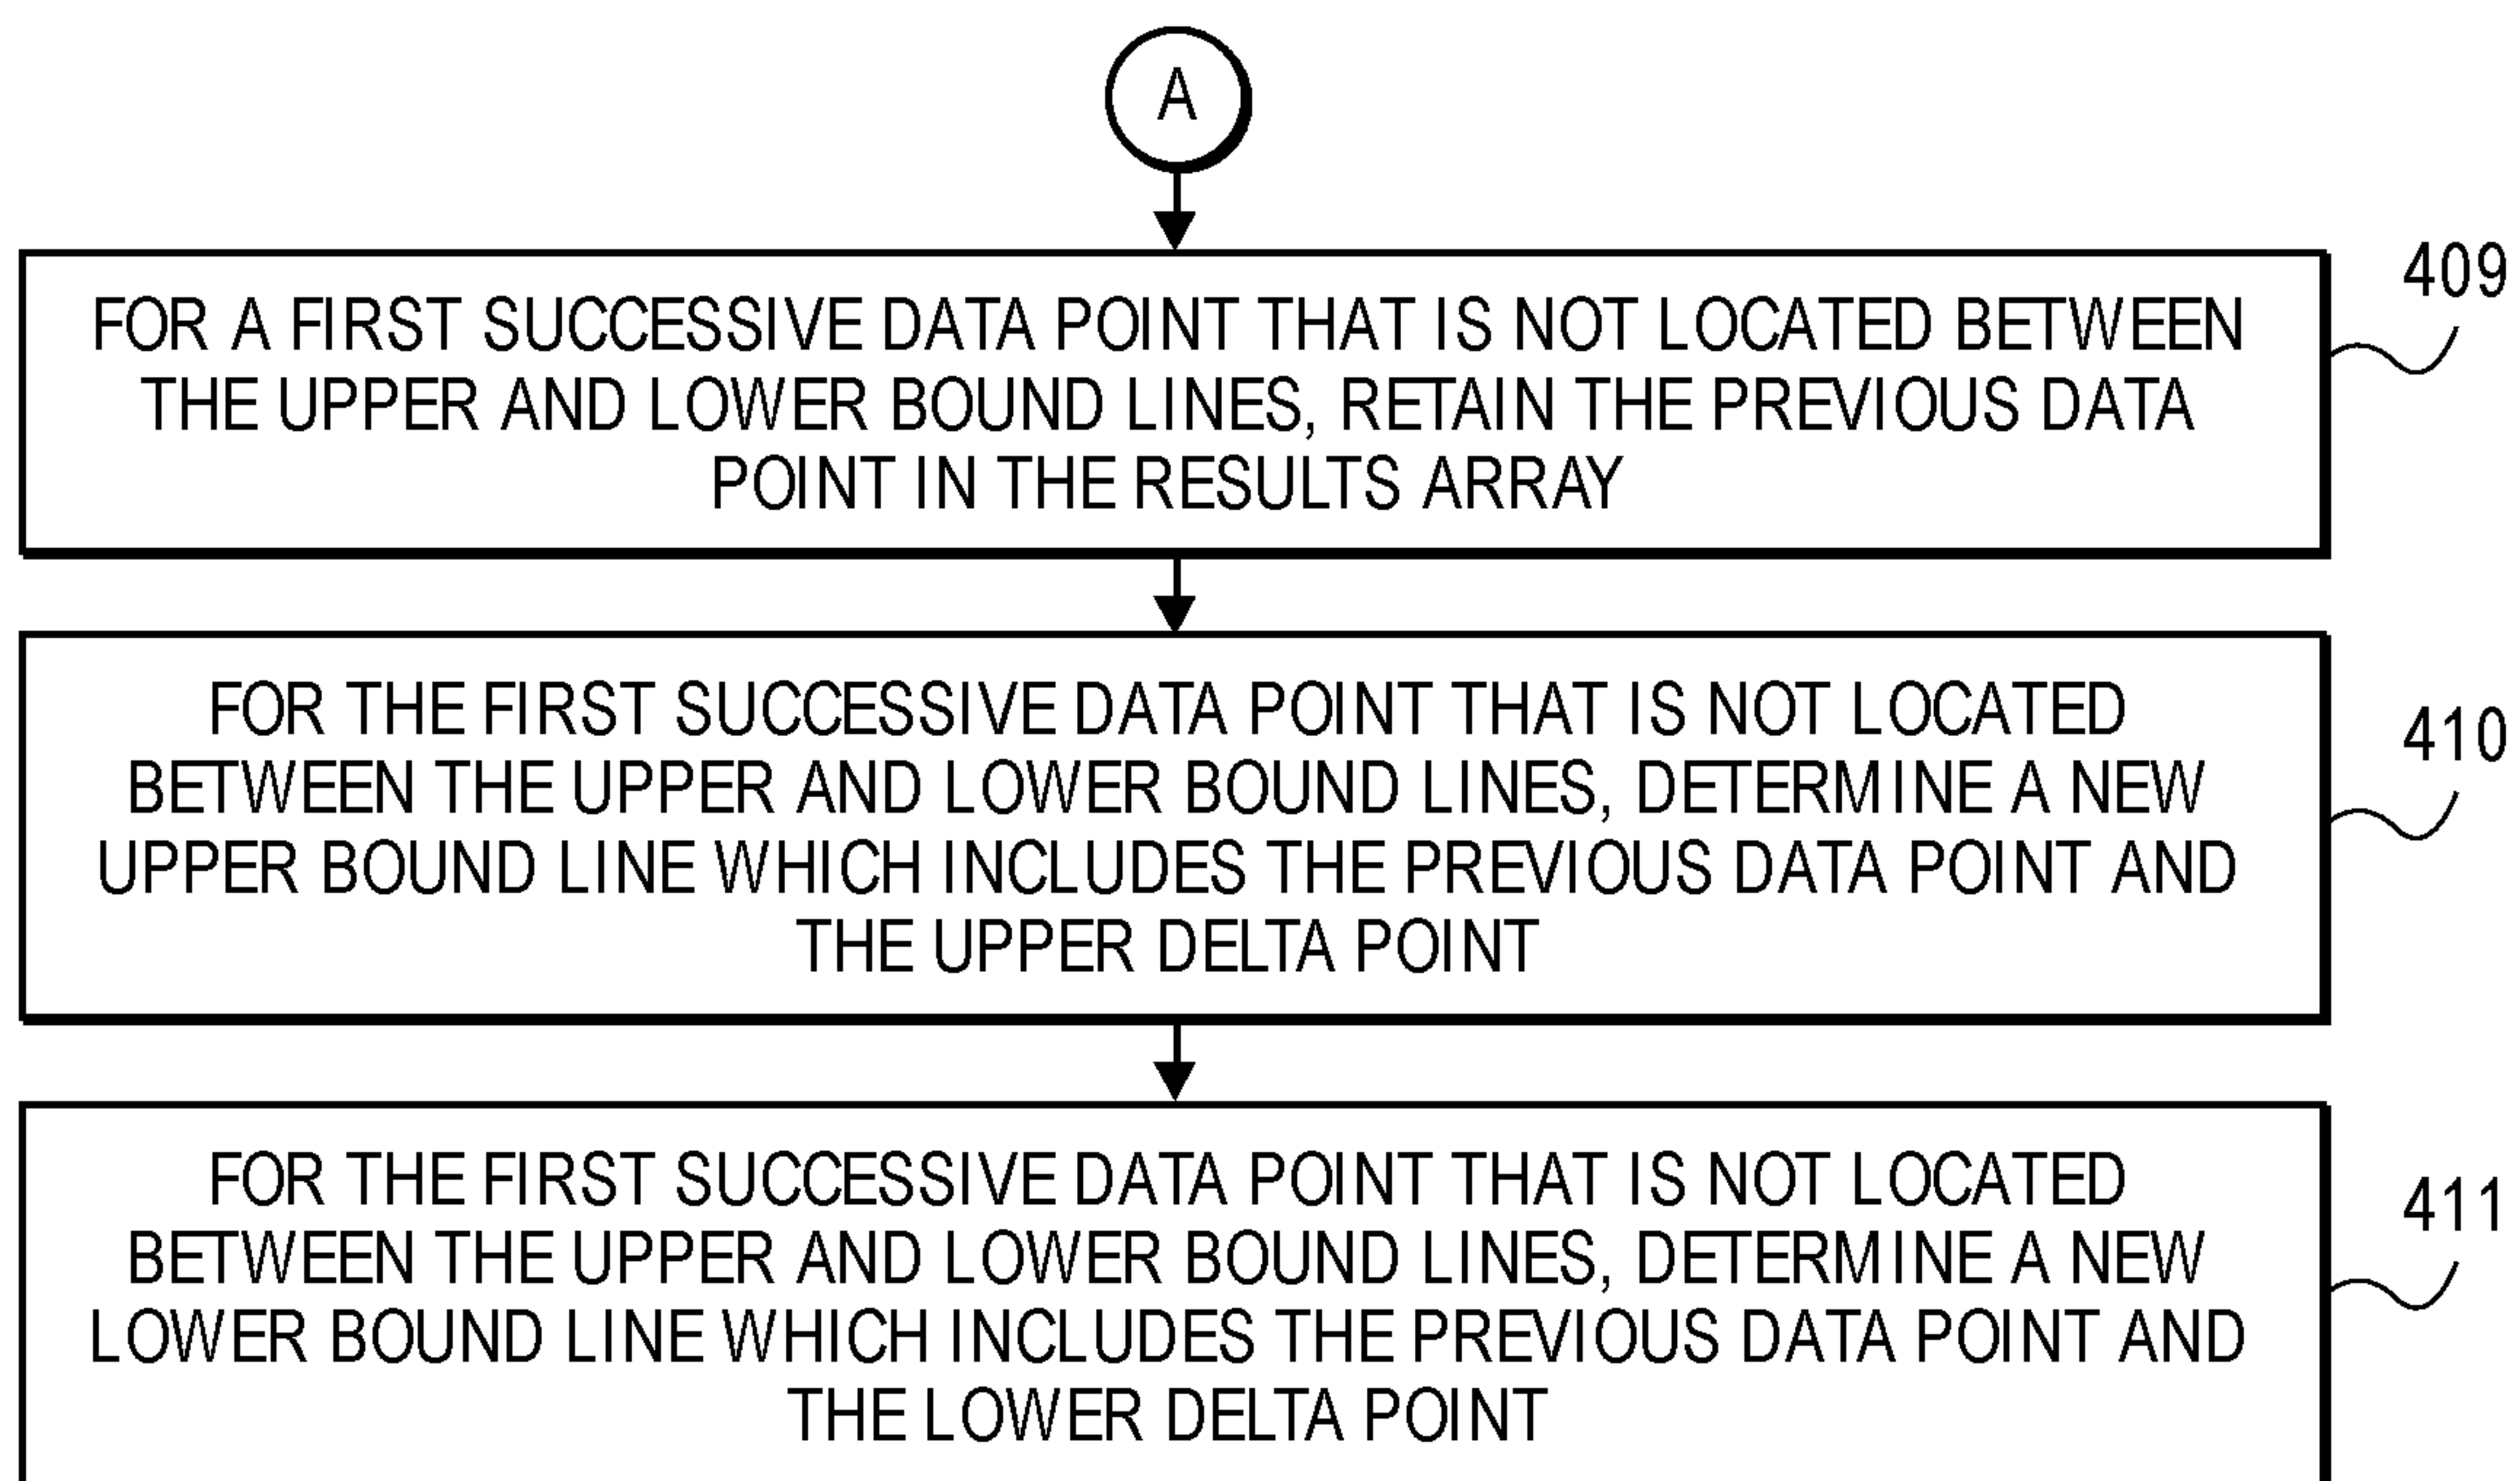 A
409
FOR A FIRST SUCCESSIVE DATA POINT THAT IS NOT LOCATED BETWEEN
THE UPPER AND LOWER BOUND LINES, RETAIN THE PREVIOUS DATA
POINT IN THE RESULTS ARRAY
410
FOR THE FIRST SUCCESSIVE DATA POINT THAT IS NOT LOCATED
BETWEEN THE UPPER AND LOWER BOUND LINES, DETERMINE A NEW
UPPER BOUND LINE WHICH INCLUDES THE PREVIOUS DATA POINT AND
THE UPPER DELTA POINT
411
FOR THE FIRST SUCCESSIVE DATA POINT THAT IS NOT LOCATED
BETWEEN THE UPPER AND LOWER BOUND LINES, DETERMINE A NEW
LOWER BOUND LINE WHICH INCLUDES THE PREVIOUS DATA POINT AND
THE LOWER DELTA POINT